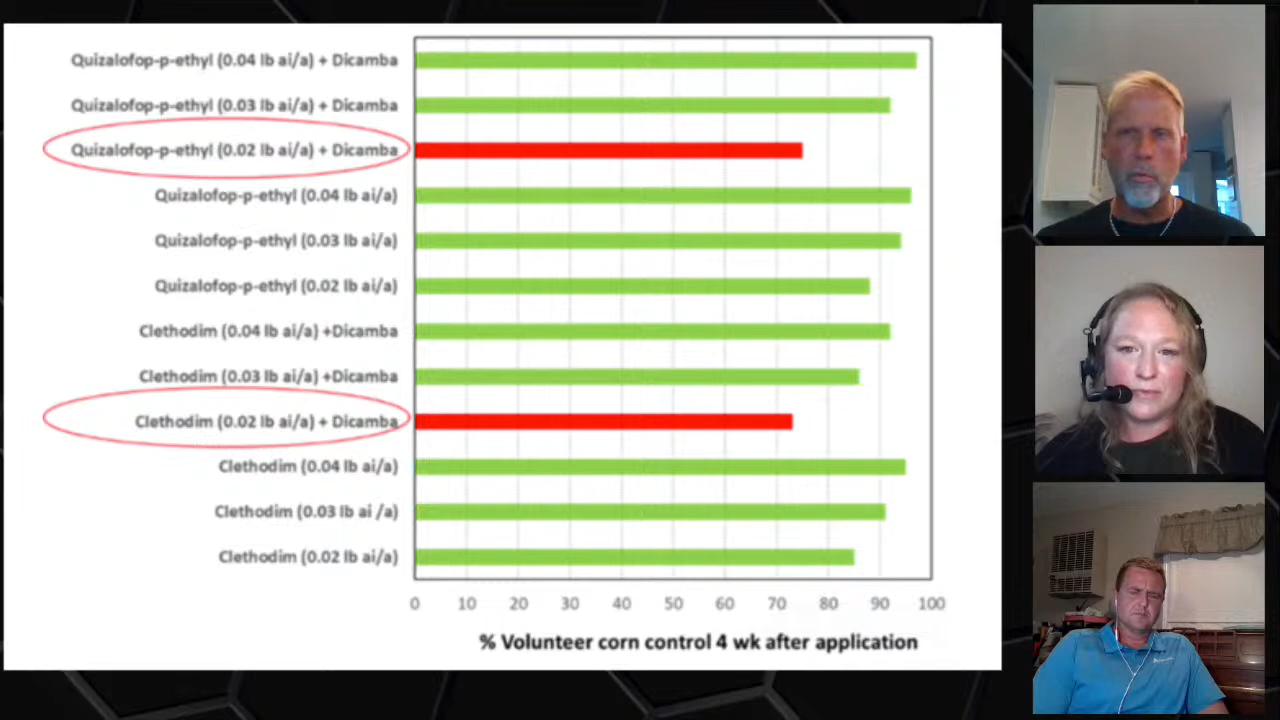 Quizalofop-p-ethyl (0.04 lb ai/a) + Dicamba
Quizalofop-p-ethyl (0.03 lb ai/a) + Dicamba
Quizalofop-p-ethyl (0.02 lb ai/a) + Dicamba
Quizalofop-p-ethyl (0.04 lb ai/a)
Quizalofop-p-ethyl (0.03 lb ai/a)
Quizalofop-p-ethyl (0.02 lb ai/a)
Clethodim (0.04 lb ai/a) +Dicamba
Clethodim (0.03 lb ai/a) +Dicamba
Clethodim (0.02 lb ai/a) + Dicamba
Clethodim (0.04 lb ai/a)
Clethodim (0.03 lb ai /a)
Clethodim (0.02 lb ai/a)
0 10 20 30 40 50 60 70 80 90 100
% Volunteer corn control 4 wk after application